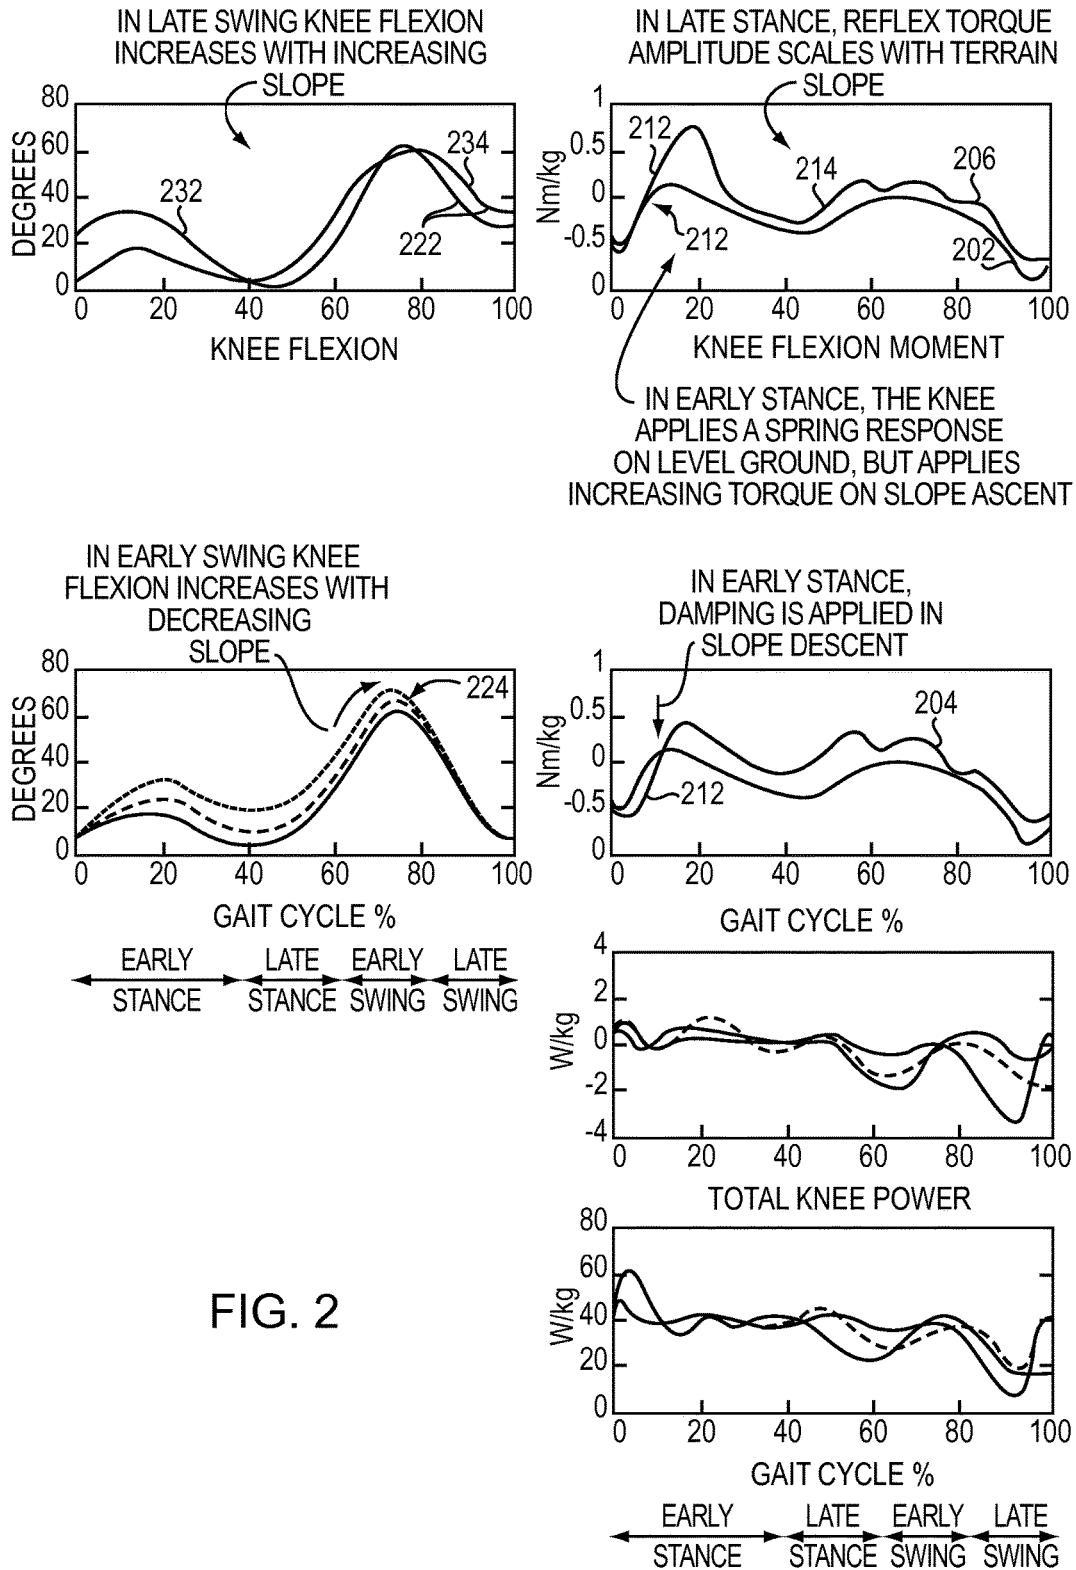 IN LATE SWING KNEE FLEXION
INCREASES WITH INCREASING
SLOPE
80
60
40
20
0
DEGREES
232
234
222
0 20 40 60 80 100
KNEE FLEXION
IN LATE STANCE, REFLEX TORQUE
AMPLITUDE SCALES WITH TERRAIN
SLOPE
1
0.5
0
-0.5
0
Nm/kg
212
214
206
212
202
0 20 40 60 80 100
KNEE FLEXION MOMENT
IN EARLY STANCE, THE KNEE
APPLIES A SPRING RESPONSE
ON LEVEL GROUND, BUT APPLIES
INCREASING TORQUE ON SLOPE ASCENT
IN EARLY SWING KNEE
FLEXION INCREASES WITH
DECREASING
SLOPE
80
60
40
20
0
DEGREES
224
0 20 40 60 80 100
GAIT CYCLE %
EARLY LATE EARLY LATE
STANCE STANCE SWING SWING
IN EARLY STANCE,
DAMPING IS APPLIED IN
SLOPE DESCENT
1
0.5
0
-0.5
0
Nm/kg
204
212
0 20 40 60 80 100
GAIT CYCLE %
4
2
0
-2
-4
W/kg
0 20 40 60 80 100
TOTAL KNEE POWER
80
60
40
20
0
W/kg
0 20 40 60 80 100
GAIT CYCLE %
EARLY LATE EARLY LATE
STANCE STANCE SWING SWING
FIG. 2